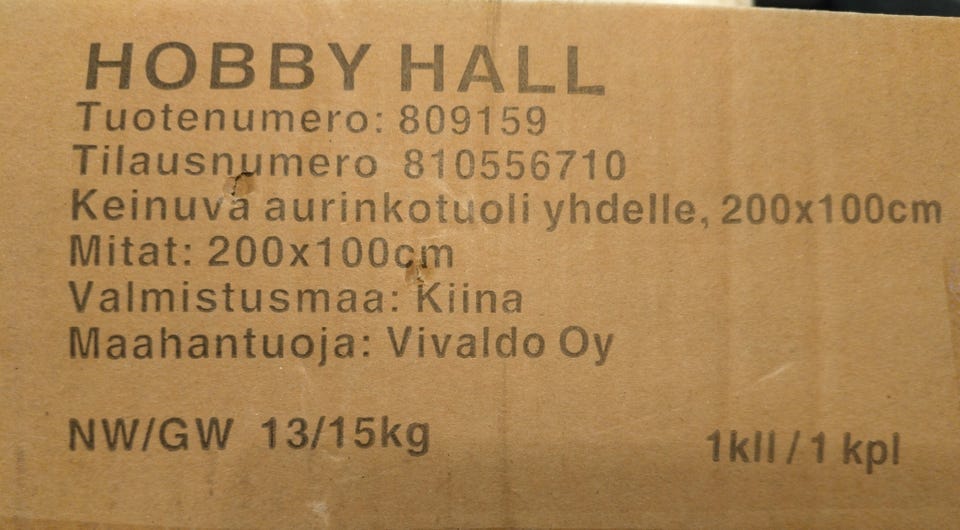 HOBBY HALL
Tuotenumero: 809159
Tilausnumero 810556710
Keinuva aurinkotuoli yhdelle, 200x100cm
Mitat: 200x100cm
Valmistusmaa: Kiina
Maahantuoja: Vivaldo Oy
NW/GW 13/15kg
1kll / 1 kpl